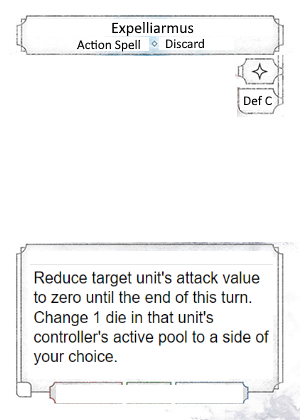 Expelliarmus
Action Spell Discard
Def C
Reduce target unit's attack value
to zero until the end of this turn.
Change 1 die in that unit's
controller's active pool to a side of
your choice.